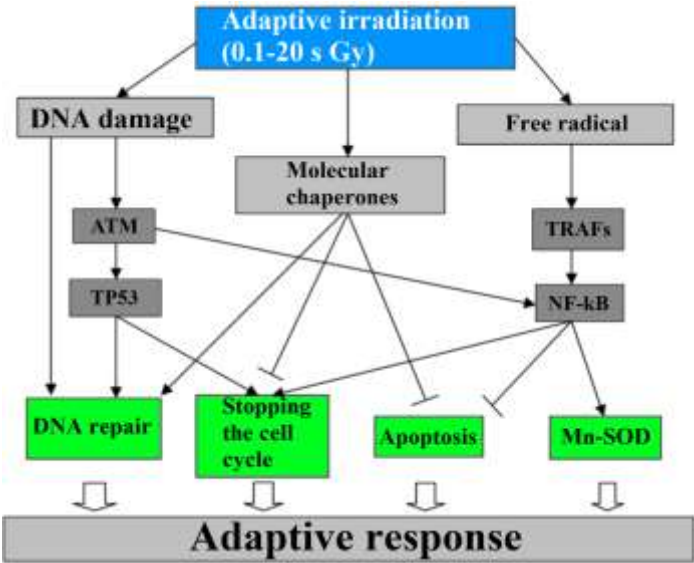 Adaptive irradiation
(0.1-20 s Gy)
DNA damage
Free radical
Molecular
chaperones
ATM
TRAFs
TP53
NF-kB
DNA repair
Stopping
the cell
cycle
Apoptosis
Mn-SOD
Adaptive response